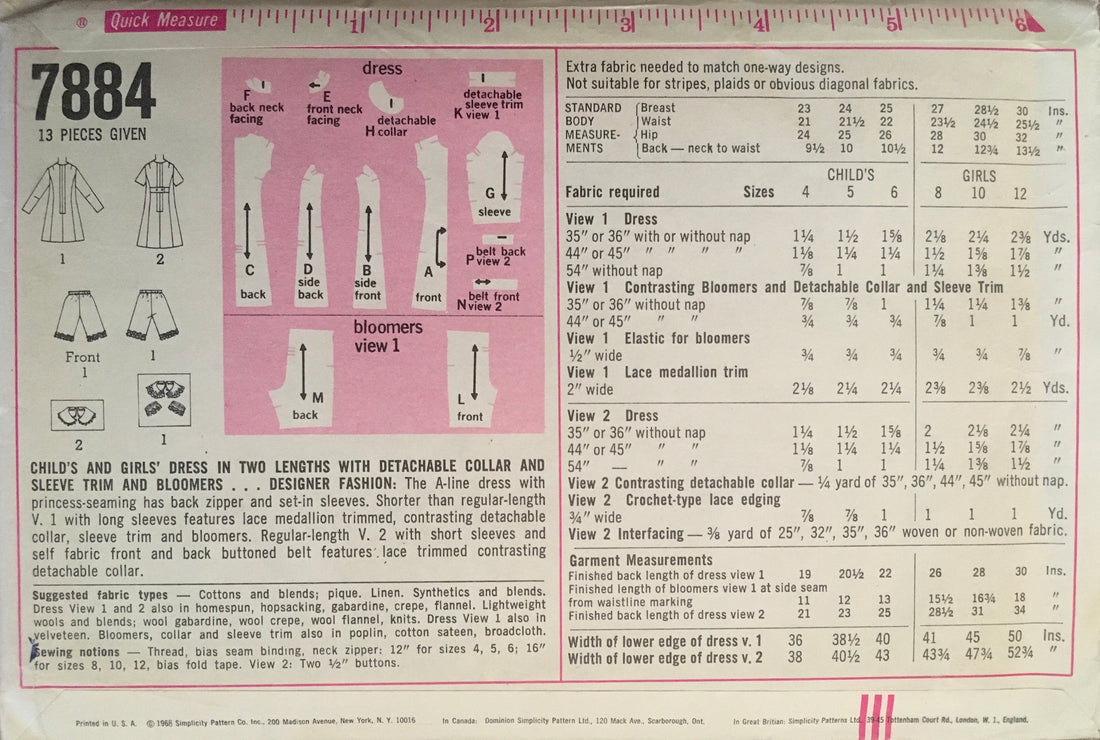 ® Quick Measure 1 2 3 4 5 6
7884
13 PIECES GIVEN
1
2
Front
1
1
2
1
dress
F
back neck
facing
E
front neck
facing
detachable
H collar
detachable
sleeve trim
K view 1
G
sleeve
C
back
D
side
back
B
side
front
A
front
belt back
P view 2
belt front
N view 2
bloomers
view 1
M
back
L
front
CHILD'S AND GIRLS' DRESS IN TWO LENGTHS WITH DETACHABLE COLLAR AND
SLEEVE TRIM AND BLOOMERS . . . DESIGNER FASHION: The A-line dress with
princess-seaming has back zipper and set-in sleeves. Shorter than regular-length
V. 1 with long sleeves features lace medallion trimmed, contrasting detachable
collar, sleeve trim and bloomers. Regular-length V. 2 with short sleeves and
self fabric front and back buttoned belt features lace trimmed contrasting
detachable collar.
Suggested fabric types — Cottons and blends; pique. Linen. Synthetics and blends.
Dress View 1 and 2 also in homespun, hopsacking, gabardine, crepe, flannel. Lightweight
wools and blends; wool gabardine, wool crepe, wool flannel, knits. Dress View 1 also in
velveteen. Bloomers, collar and sleeve trim also in poplin, cotton sateen, broadcloth.
Sewing notions — Thread, bias seam binding, neck zipper: 12" for sizes 4, 5, 6; 16"
for sizes 8, 10, 12, bias fold tape. View 2: Two ½" buttons.
Extra fabric needed to match one-way designs.
Not suitable for stripes, plaids or obvious diagonal fabrics.
STANDARD Breast 23 24 25 27 28½ 30 Ins.
BODY Waist 21 21½ 22 23½ 24½ 25½ "
MEASURE- Hip 24 25 26 28 30 32 "
MENTS Back — neck to waist 9½ 10 10½ 12 12¾ 13½ "
CHILD'S GIRLS
Fabric required Sizes 4 5 6 8 10 12
View 1 Dress
35" or 36" with or without nap 1¼ 1½ 1⅝ 2⅛ 2¼ 2⅜ Yds.
44" or 45" " " " " 1⅛ 1¼ 1¼ 1½ 1⅝ 1⅞ "
54" without nap ⅞ 1 1 1¼ 1⅜ 1½ "
View 1 Contrasting Bloomers and Detachable Collar and Sleeve Trim
35" or 36" without nap ⅞ ⅞ 1 1¼ 1¼ 1⅜ "
44" or 45" " " ¾ ¾ ¾ ⅞ 1 1 Yd.
View 1 Elastic for bloomers
½" wide ¾ ¾ ¾ ¾ ¾ ⅞ "
View 1 Lace medallion trim
2" wide 2⅛ 2¼ 2¼ 2⅜ 2⅜ 2½ Yds.
View 2 Dress
35" or 36" without nap 1¼ 1½ 1⅝ 2 2⅛ 2¼ "
44" or 45" " " 1⅛ 1¼ 1¼ 1½ 1⅝ 1⅞ "
54" — " " ⅞ 1 1 1¼ 1⅜ 1½ "
View 2 Contrasting detachable collar — ¼ yard of 35", 36", 44", 45" without nap.
View 2 Crochet-type lace edging
¾" wide ⅞ ⅞ 1 1 1 1 Yd.
View 2 Interfacing — ⅜ yard of 25", 32", 35", 36" woven or non-woven fabric.
Garment Measurements
Finished back length of dress view 1 19 20½ 22 26 28 30 Ins.
Finished length of bloomers view 1 at side seam
from waistline marking 11 12 13 15½ 16¾ 18 "
Finished back length of dress view 2 21 23 25 28½ 31 34 "
Width of lower edge of dress v. 1 36 38½ 40 41 45 50 Ins.
Width of lower edge of dress v. 2 38 40½ 43 43¾ 47¾ 52¾ "
Printed in U. S. A. © 1968 Simplicity Pattern Co. Inc., 200 Madison Avenue, New York, N. Y. 10016 In Canada: Dominion Simplicity Pattern Ltd., 120 Mack Ave., Scarborough, Ont. In Great Britian: Simplicity Patterns Ltd., 39-45 Tottenham Court Rd., London, W. 1., England.